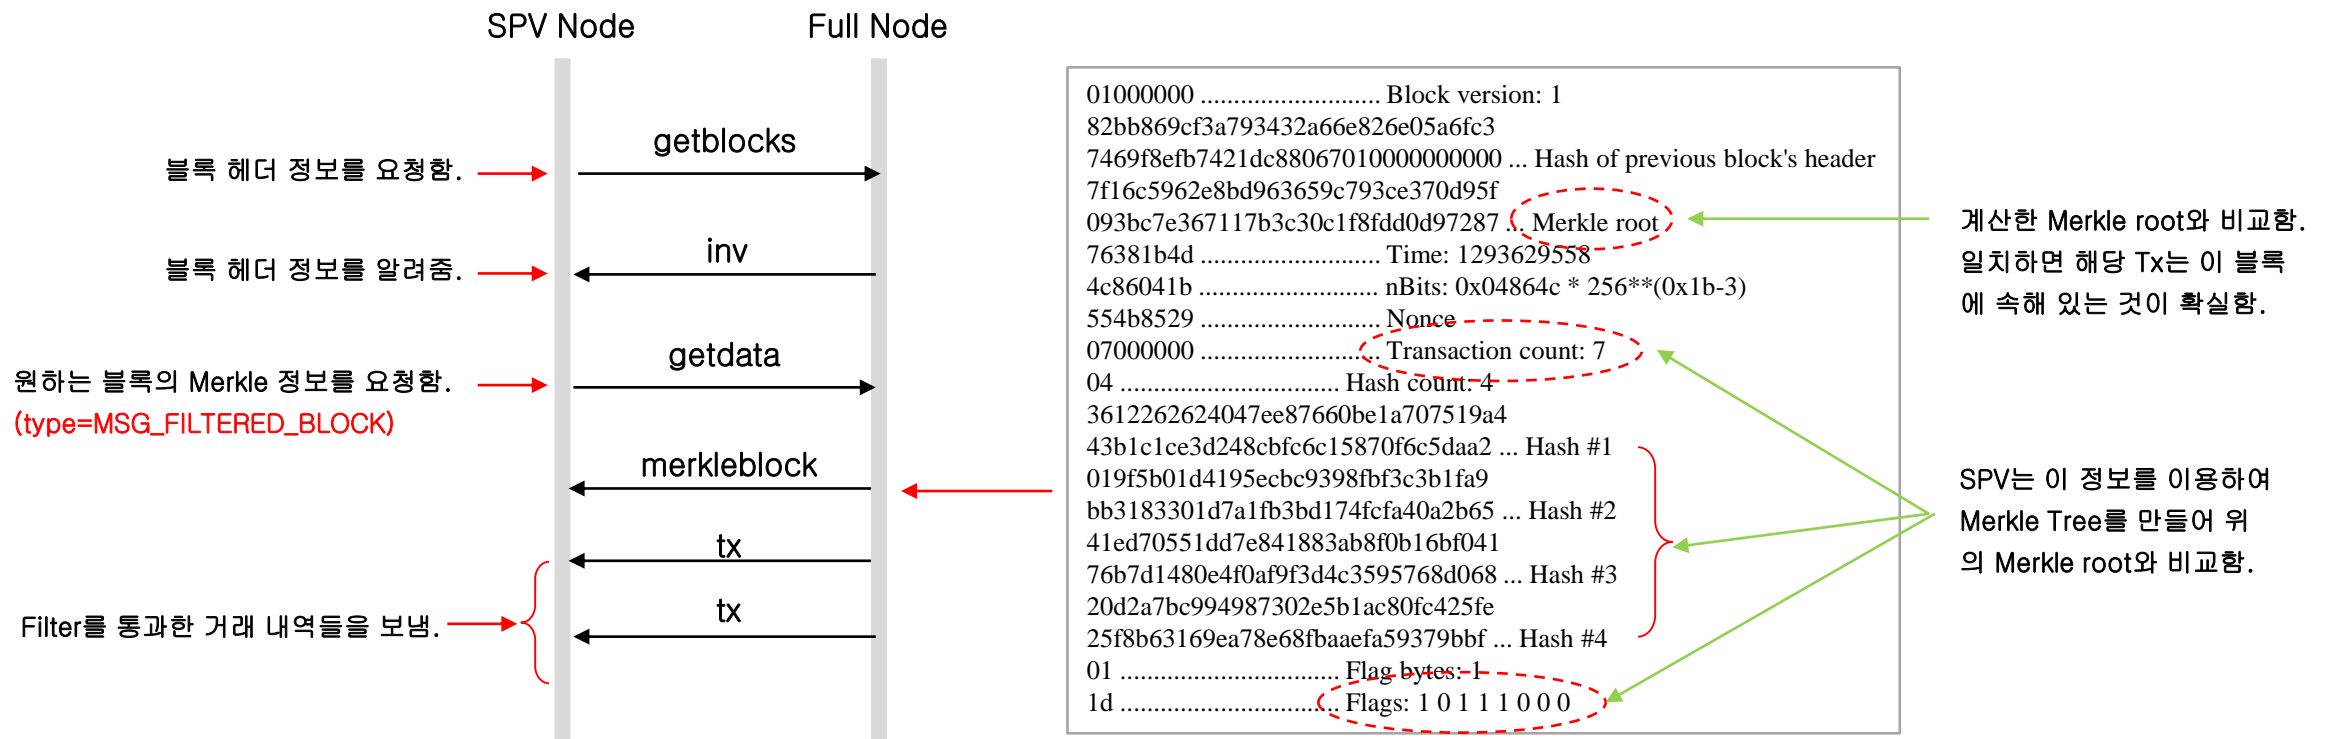 SPV Node
Full Node
getblocks
블록 헤더 정보를 요청함.
inv
블록 헤더 정보를 알려줌.
getdata
원하는 블록의 Merkle 정보를 요청함.
(type=MSG_FILTERED_BLOCK)
merkleblock
tx
tx
Filter를 통과한 거래 내역들을 보냄.
01000000 ........................... Block version: 1
82bb869cf3a793432a66e826e05a6fc3
7469f8efb7421dc88067010000000000 ... Hash of previous block's header
7f16c5962e8bd963659c793ce370d95f
093bc7e367117b3c30c1f8fdd0d97287 ... Merkle root
76381b4d ........................... Time: 1293629558
4c86041b ........................... nBits: 0x04864c * 256**(0x1b-3)
554b8529 ........................... Nonce
07000000 ........................... Transaction count: 7
04 ................................. Hash count: 4
3612262624047ee87660be1a707519a4
43b1c1ce3d248cbfc6c15870f6c5daa2 ... Hash #1
019f5b01d4195ecbc9398fbf3c3b1fa9
bb3183301d7a1fb3bd174fcfa40a2b65 ... Hash #2
41ed70551dd7e841883ab8f0b16bf041
76b7d1480e4f0af9f3d4c3595768d068 ... Hash #3
20d2a7bc994987302e5b1ac80fc425fe
25f8b63169ea78e68fbaaefa59379bbf ... Hash #4
01 ................................. Flag bytes: 1
1d ................................. Flags: 1 0 1 1 1 0 0 0
계산한 Merkle root와 비교함.
일치하면 해당 Tx는 이 블록
에 속해 있는 것이 확실함.
SPV는 이 정보를 이용하여
Merkle Tree를 만들어 위
의 Merkle root와 비교함.